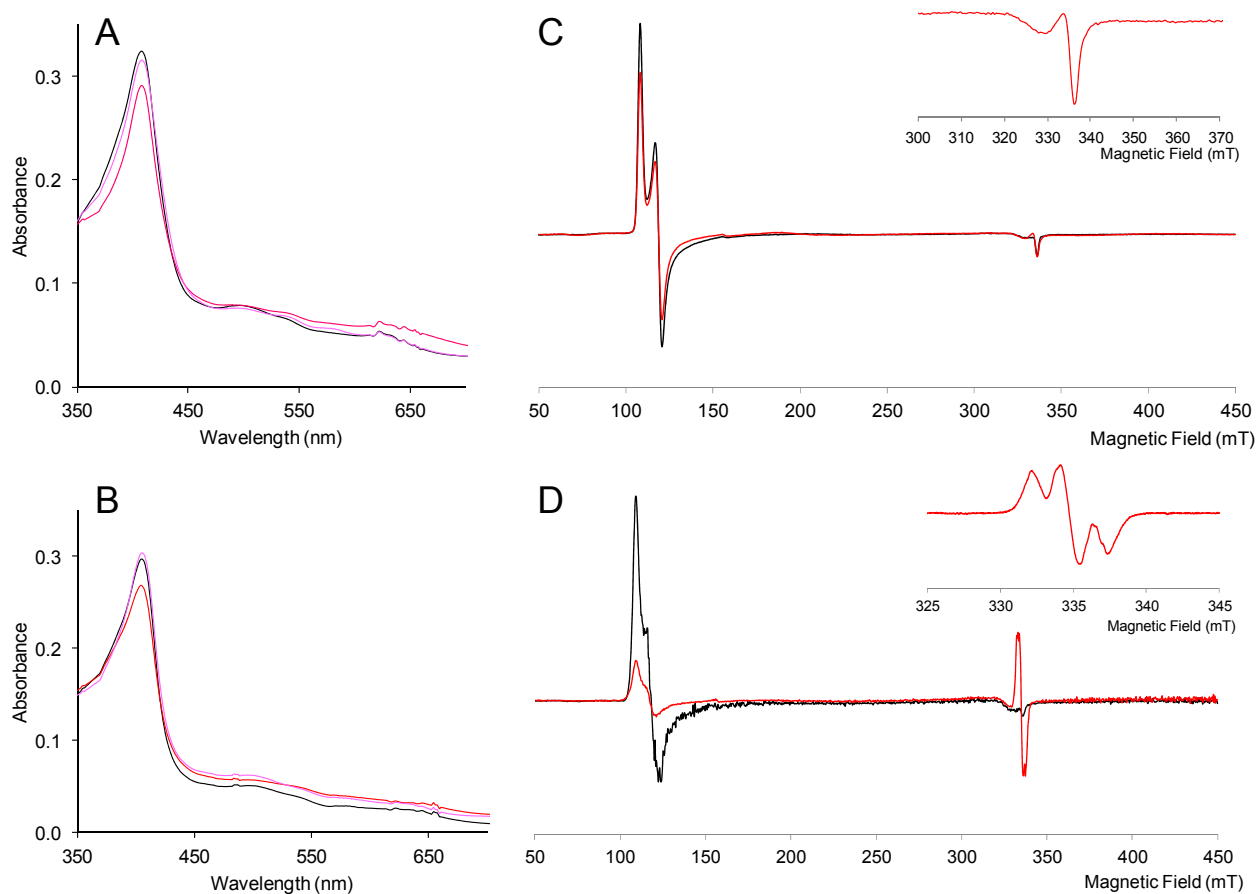 A
Absorbance
0.3
0.2
0.1
0.0
350 450 550 650
Wavelength (nm)
C
300 310 320 330 340 350 360 370
Magnetic Field (mT)
50 100 150 200 250 300 350 400 450
Magnetic Field (mT)
B
Absorbance
0.3
0.2
0.1
0.0
350 450 550 650
Wavelength (nm)
D
325 330 335 340 345
Magnetic Field (mT)
50 100 150 200 250 300 350 400 450
Magnetic Field (mT)